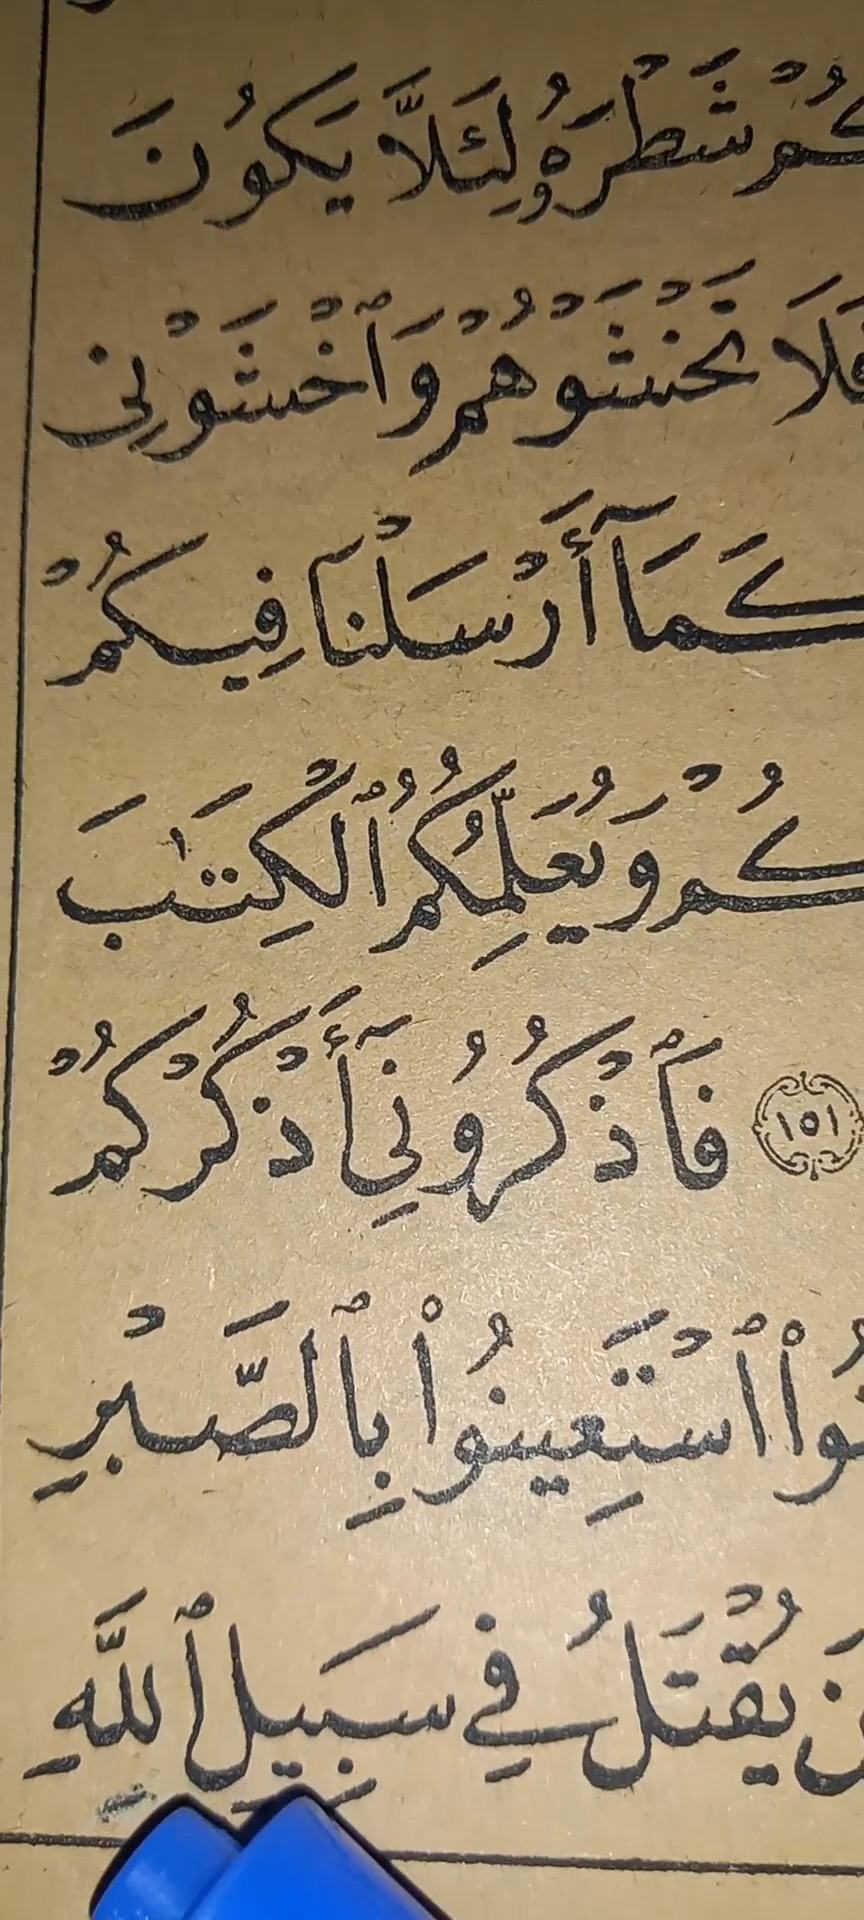 كُمْ شَطْرَهُۥ لِئَلَّا يَكُونَ
فَلَا تَخْشَوْهُمْ وَٱخْشَوْنِى
كَمَآ أَرْسَلْنَا فِيكُمْ
كُمْ وَيُعَلِّمُكُمُ ٱلْكِتَٰبَ
١٥١ فَٱذْكُرُونِىٓ أَذْكُرْكُمْ
نُوا۟ ٱسْتَعِينُوا۟ بِٱلصَّبْرِ
يُقْتَلُ فِى سَبِيلِ ٱللَّهِ